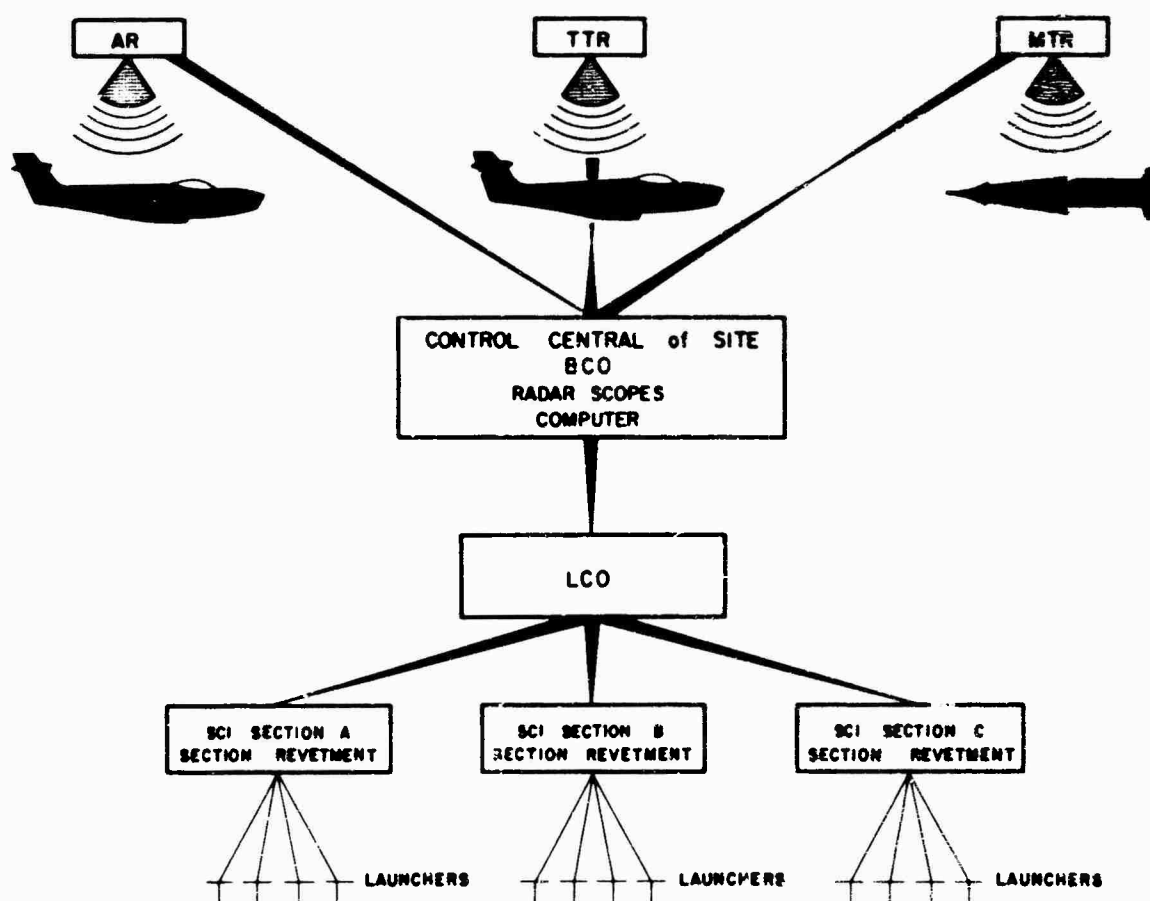 AR
TTR
MTR
CONTROL CENTRAL of SITE
BCO
RADAR SCOPES
COMPUTER
LCO
SCI SECTION A
SECTION REVETMENT
SCI SECTION B
SECTION REVETMENT
SCI SECTION C
SECTION REVETMENT
LAUNCHERS
LAUNCHERS
LAUNCHERS